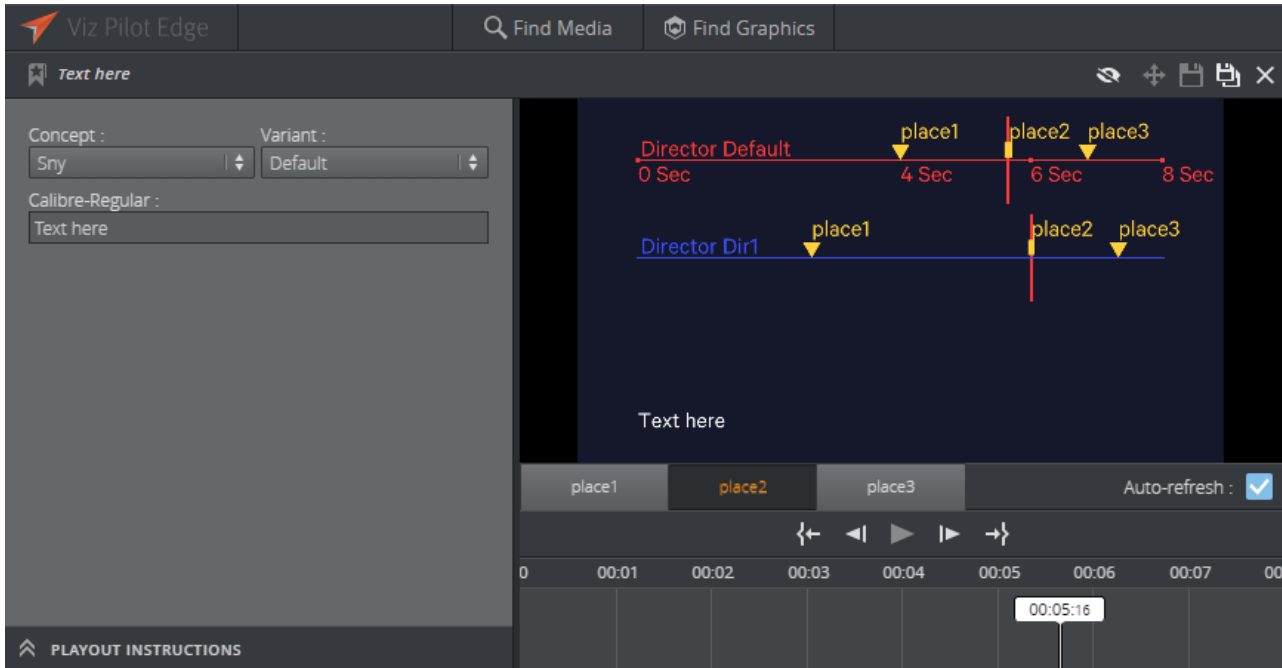 Viz Pilot Edge
Find Media
Find Graphics
Text here
Concept :
Variant :
Sny
Default
Calibre-Regular :
Text here
place1
place2
place3
Director Default
0 Sec
4 Sec
6 Sec
8 Sec
place1
place2
place3
Director Dir1
Text here
place1
place2
place3
Auto-refresh :
0
00:01
00:02
00:03
00:04
00:05
00:06
00:07
00
00:05:16
PLAYOUT INSTRUCTIONS